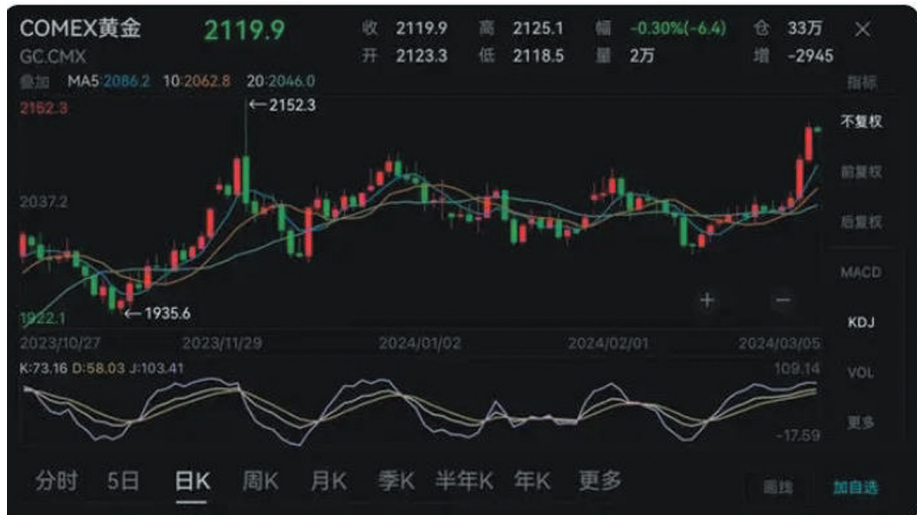 COMEX黄金 2119.9 收 2119.9 高 2125.1 幅 -0.30%(-6.4) 仓 33万
GC.CMX 开 2123.3 低 2118.5 量 2万 增 -2945
叠加 MA5:2086.2 10:2062.8 20:2046.0 指标
2152.3 ←2152.3
不复权
前复权
2037.2
后复权
MACD
+ −
←1935.6
1922.1
KDJ
2023/10/27 2023/11/29 2024/01/02 2024/02/01 2024/03/05
K:73.16 D:58.03 J:103.41 109.14
VOL
更多
-17.59
分时 5日 日K 周K 月K 季K 半年K 年K 更多 画线 加自选